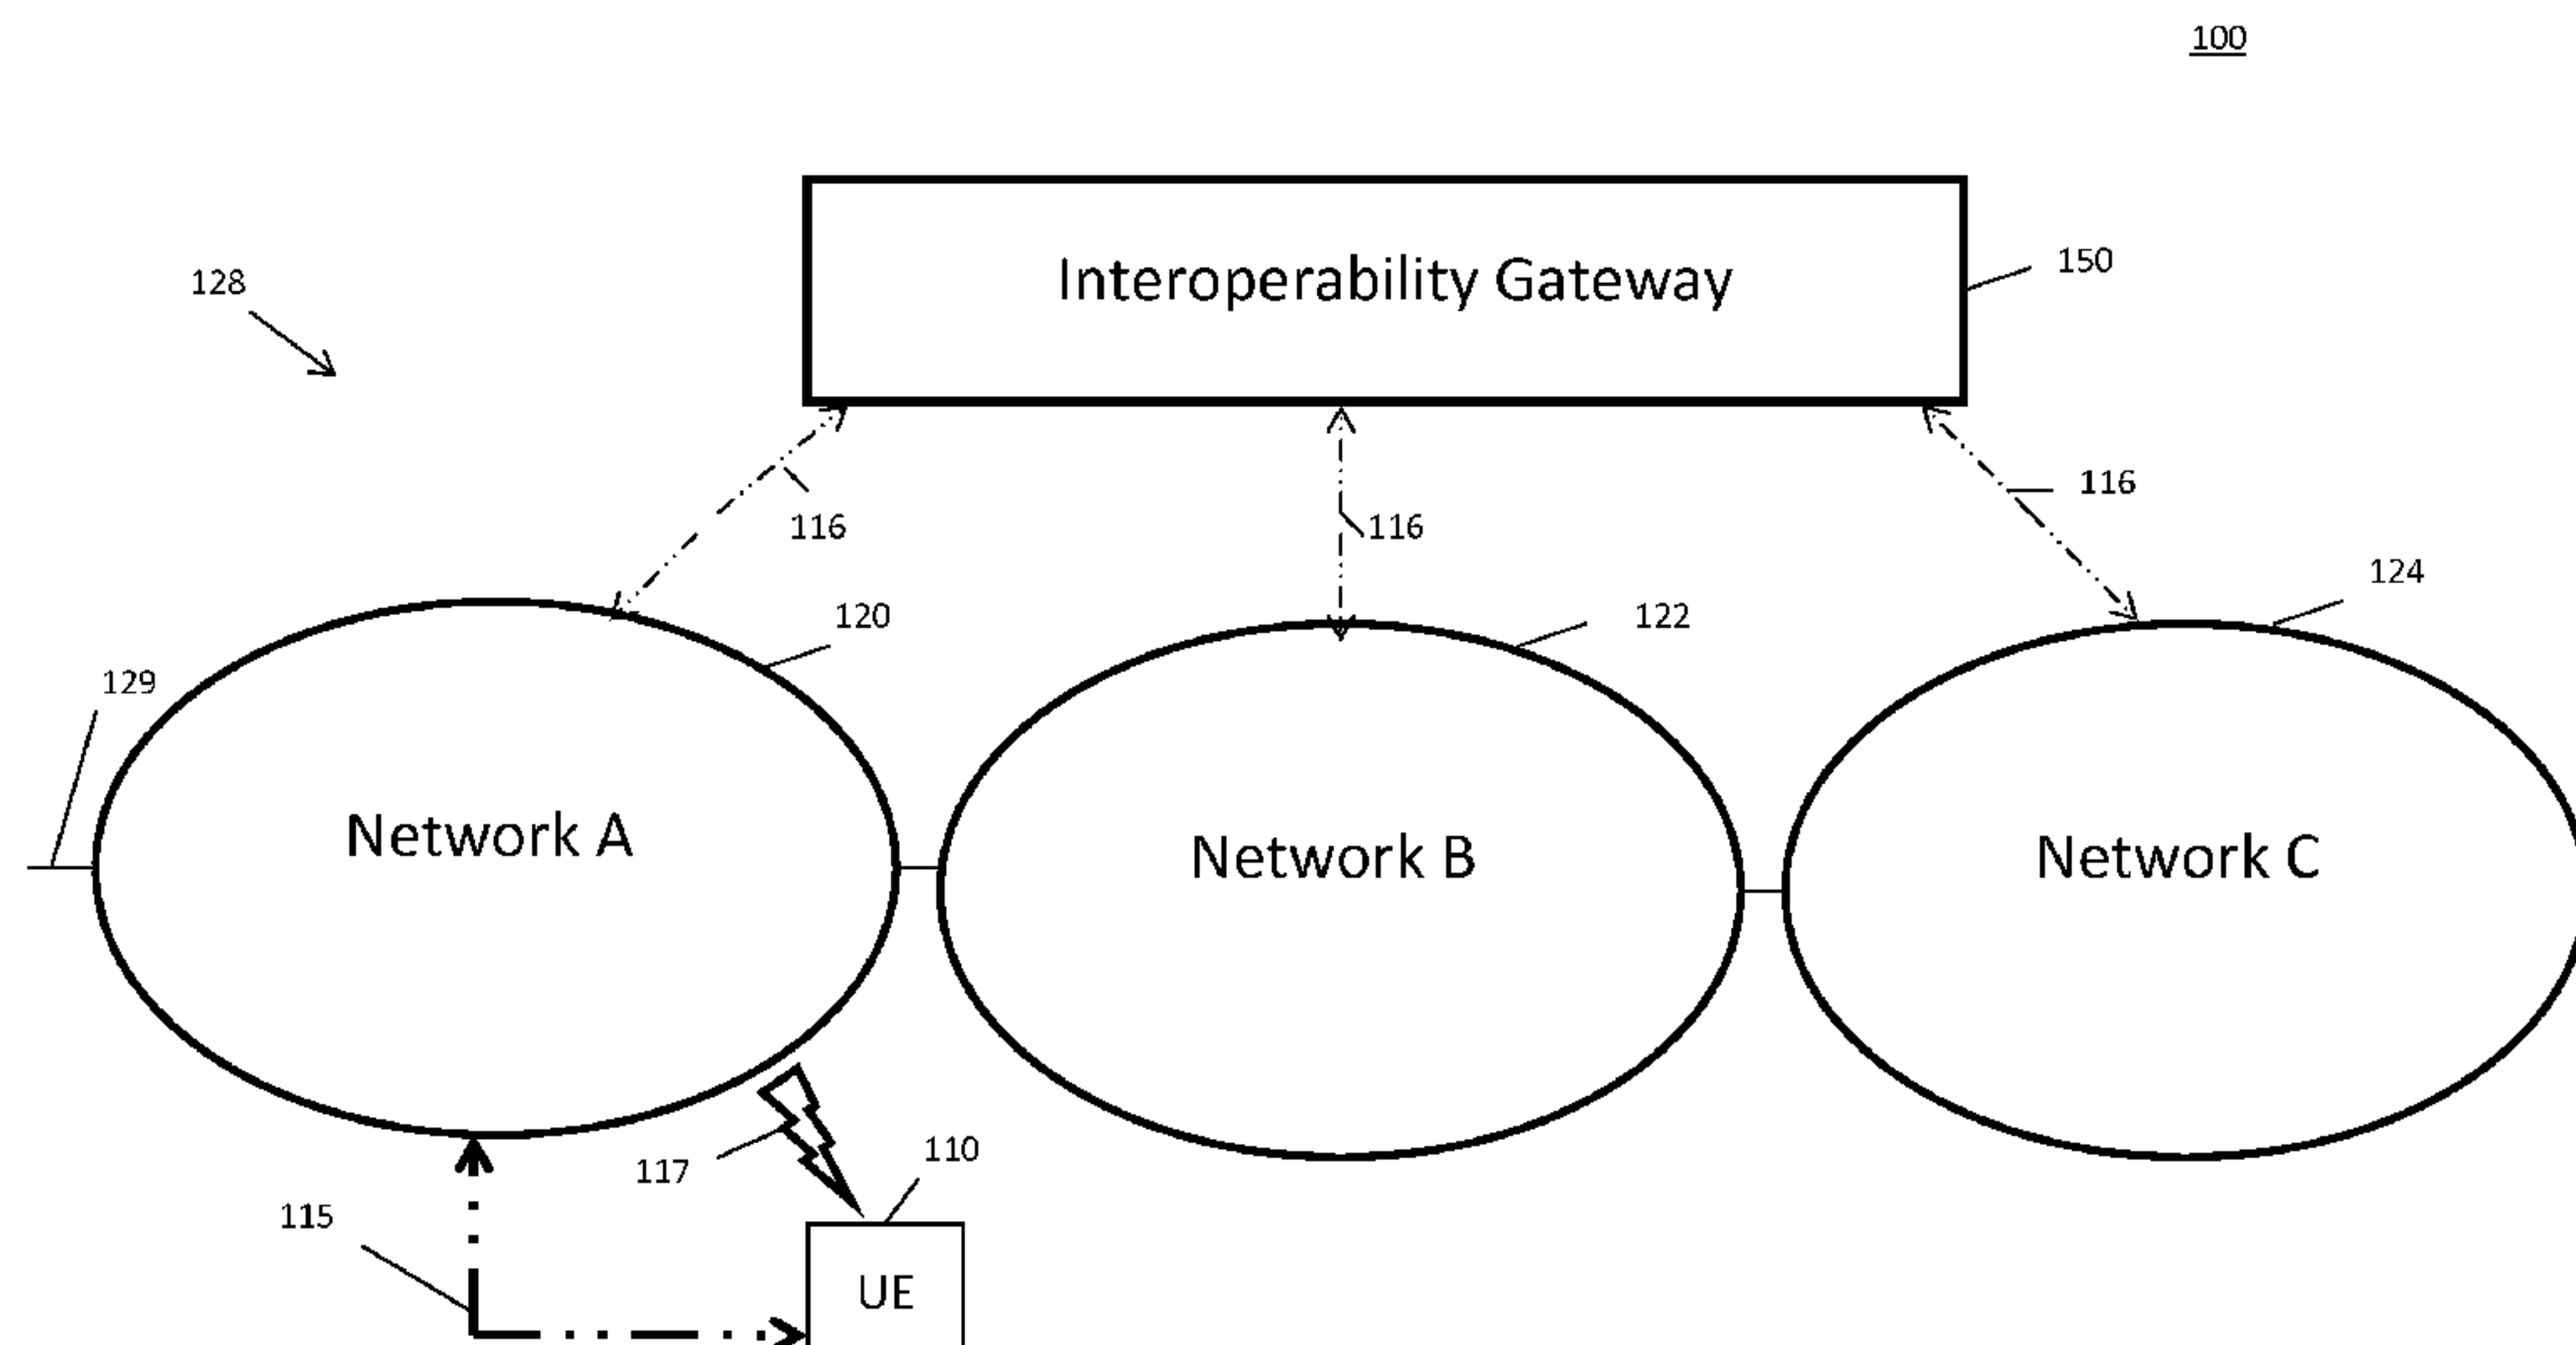 100
Interoperability Gateway
150
128
116
116
116
124
120
122
129
Network A
Network B
Network C
117
110
115
UE